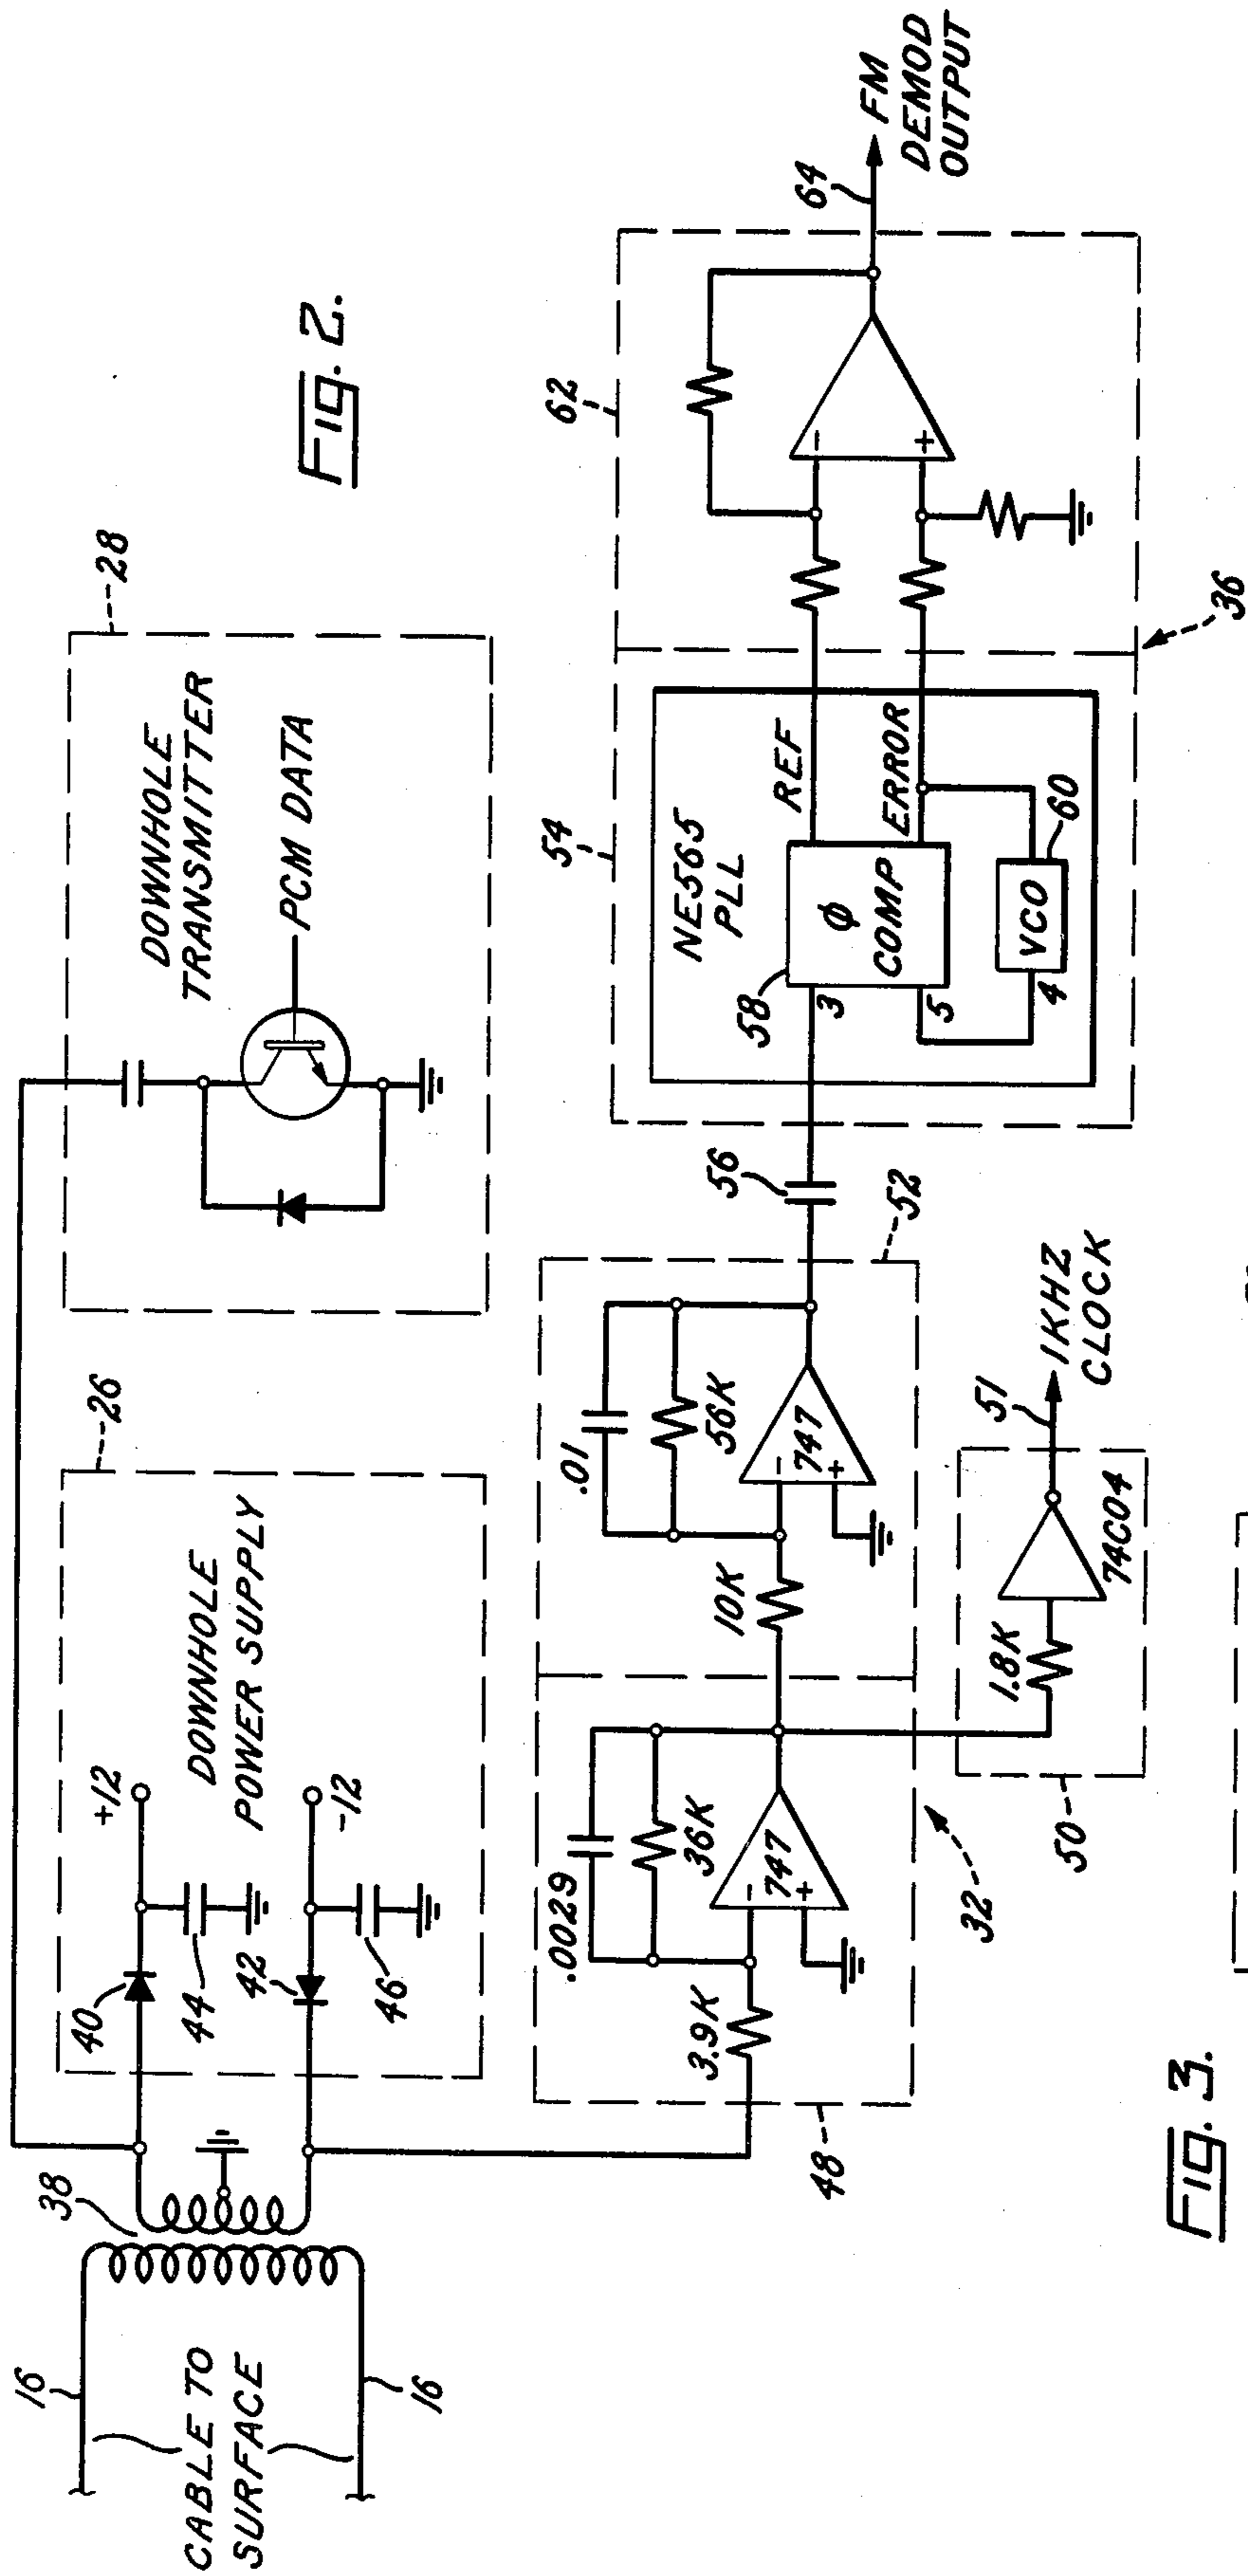 16
CABLE TO
SURFACE
16
38
26
40
+12
44
42
-12
46
DOWNHOLE
POWER SUPPLY
28
DOWNHOLE
TRANSMITTER
PCM DATA
Fig. 2.
48
3.9K
.0029
36K
747
-
+
32
10K
.01
56K
747
-
+
52
50
1.8K
74C04
51
1KHZ
CLOCK
56
54
NE565
PLL
58
3
5
Φ
COMP
REF
ERROR
4
VCO
60
36
62
-
+
64
FM
DEMOD
OUTPUT
Fig. 3.